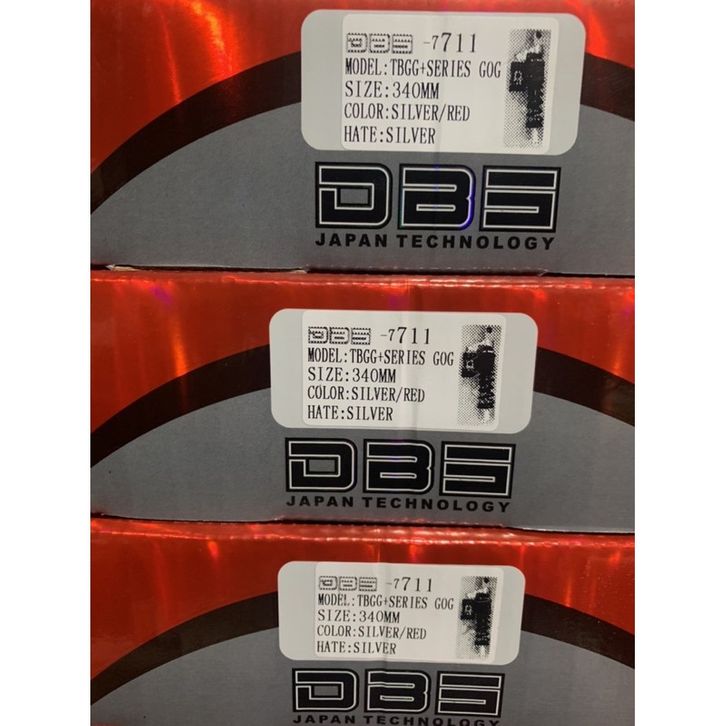 DBS -7711
MODEL:TBGG+SERIES GOG
SIZE:340MM
COLOR:SILVER/RED
HATE:SILVER
DBS
JAPAN TECHNOLOGY
DBS -7711
MODEL:TBGG+SERIES GOG
SIZE:340MM
COLOR:SILVER/RED
HATE:SILVER
DBS
JAPAN TECHNOLOGY
DBS -7711
MODEL:TBGG+SERIES GOG
SIZE:340MM
COLOR:SILVER/RED
HATE:SILVER
DBS
JAPAN TECHNOLOGY